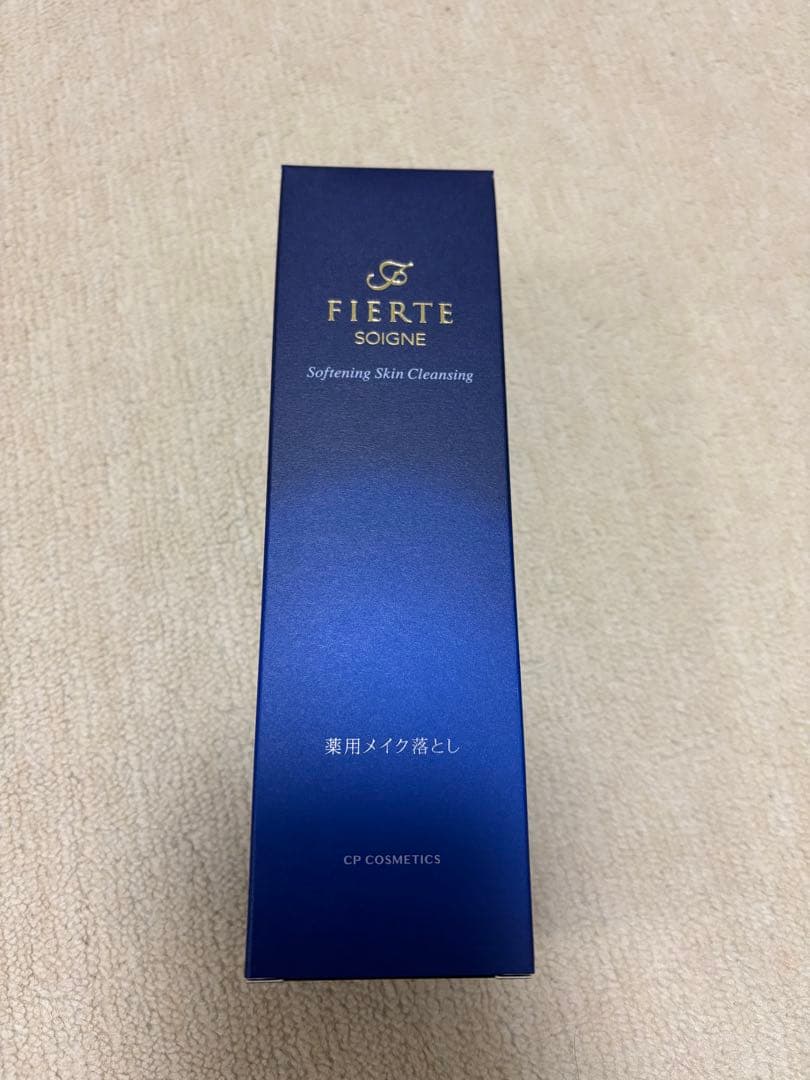 FIERTE
SOIGNE
Softening Skin Cleansing
薬用メイク落とし
CP COSMETICS